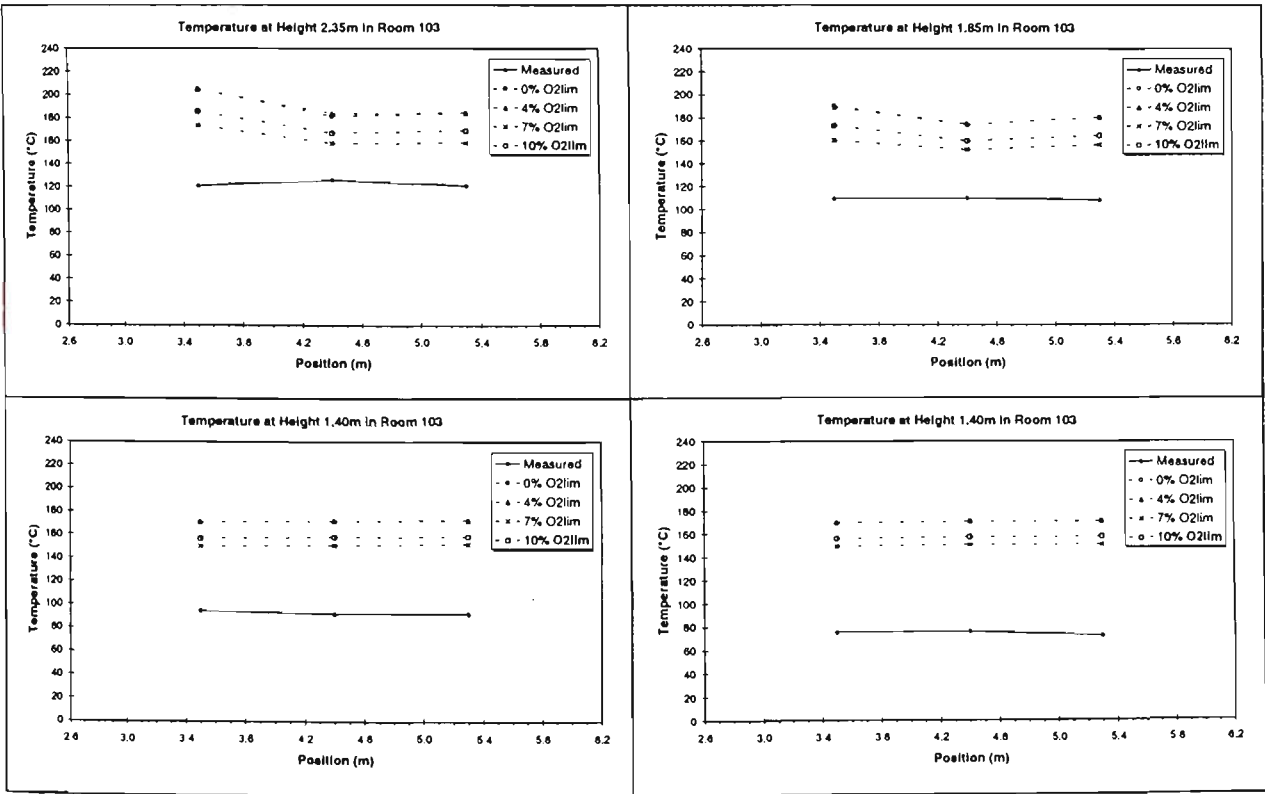 Temperature at Height 2.35m in Room 103
Temperature (°C)
240
220
200
180
160
140
120
100
80
60
40
20
0
2.6 3.0 3.4 3.8 4.2 4.6 5.0 5.4 5.8 6.2
Position (m)
Measured
0% O2lim
4% O2lim
7% O2lim
10% O2lim
Temperature at Height 1.85m in Room 103
Temperature (°C)
240
220
200
180
160
140
120
100
80
60
40
20
0
2.6 3.0 3.4 3.8 4.2 4.6 5.0 5.4 5.8 6.2
Position (m)
Measured
0% O2lim
4% O2lim
7% O2lim
10% O2lim
Temperature at Height 1.40m in Room 103
Temperature (°C)
240
220
200
180
160
140
120
100
80
60
40
20
0
2.6 3.0 3.4 3.8 4.2 4.6 5.0 5.4 5.8 6.2
Position (m)
Measured
0% O2lim
4% O2lim
7% O2lim
10% O2lim
Temperature at Height 1.40m in Room 103
Temperature (°C)
240
220
200
180
160
140
120
100
80
60
40
20
0
2.6 3.0 3.4 3.8 4.2 4.6 5.0 5.4 5.8 6.2
Position (m)
Measured
0% O2lim
4% O2lim
7% O2lim
10% O2lim